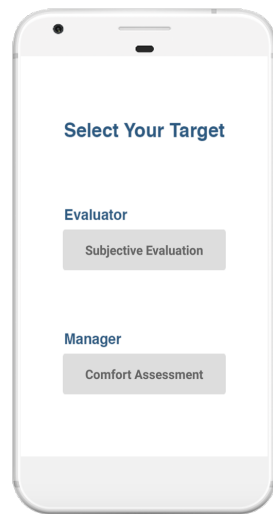 Select Your Target
Evaluator
Subjective Evaluation
Manager
Comfort Assessment